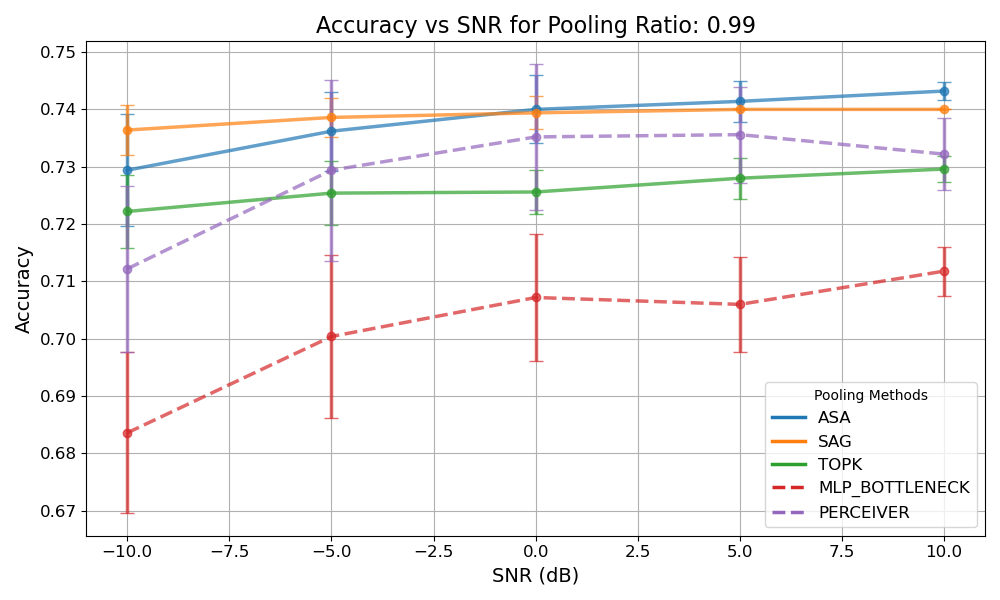 Accuracy vs SNR for Pooling Ratio: 0.99
0.75
0.74
0.73
0.72
0.71
0.70
0.69
0.68
0.67
Accuracy
Pooling Methods
ASA
SAG
TOPK
MLP_BOTTLENECK
PERCEIVER
−10.0 −7.5 −5.0 −2.5 0.0 2.5 5.0 7.5 10.0
SNR (dB)